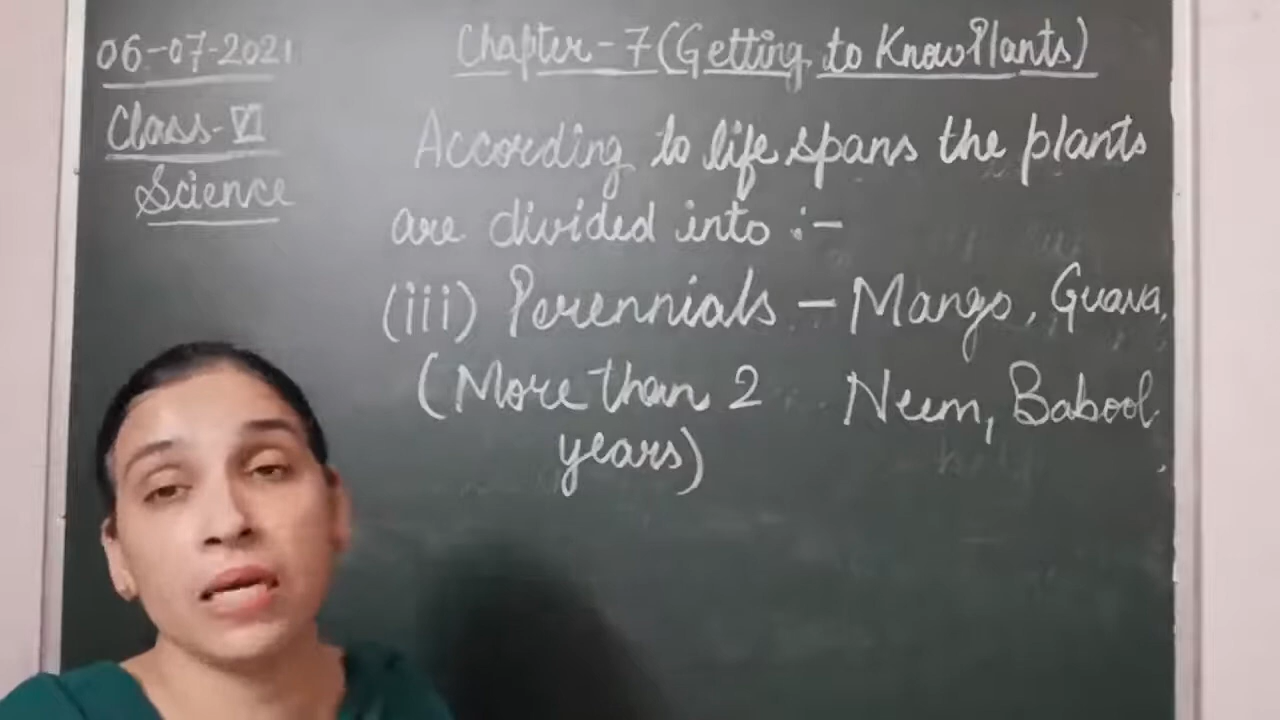 06-07-2021
Class-VI
Science
Chapter-7(Getting to Know Plants)
According to life spans the plants
are divided into :-
(iii) Perennials - Mango, Guava,
(More than 2 Neem, Babool
years)